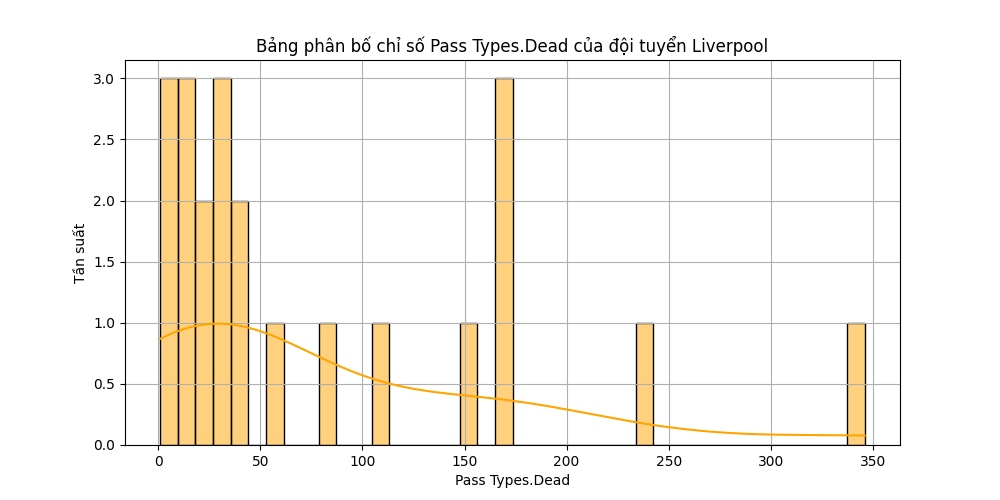 Bảng phân bố chỉ số Pass Types.Dead của đội tuyển Liverpool
3.0
2.5
2.0
1.5
1.0
0.5
0.0
Tần suất
0 50 100 150 200 250 300 350
Pass Types.Dead